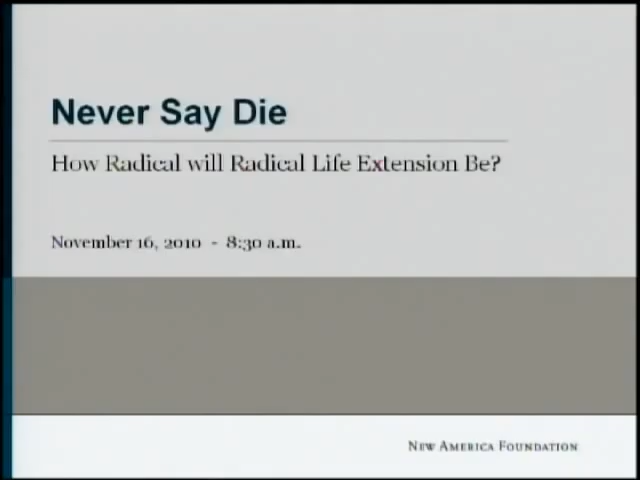 Never Say Die
How Radical will Radical Life Extension Be?
November 16, 2010 - 8:30 a.m.
New America Foundation